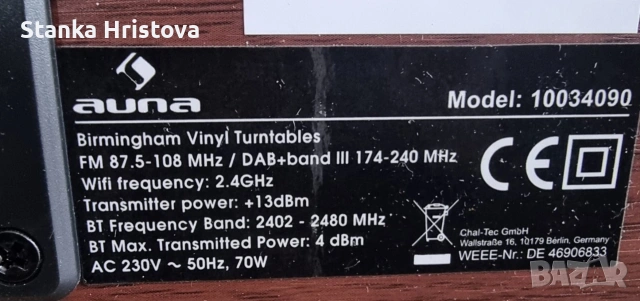 Stanka Hristova
auna
Model: 10034090
Birmingham Vinyl Turntables
FM 87.5-108 MHz / DAB+band III 174-240 MHz
Wifi frequency: 2.4GHz
Transmitter power: +13dBm
BT Frequency Band: 2402 - 2480 MHz
BT Max. Transmitted Power: 4 dBm
AC 230V ~ 50Hz, 70W
CE
Chal-Tec GmbH
Wallstraße 16, 10179 Berlin, Germany
WEEE-Nr.: DE 46906833
BAZAR